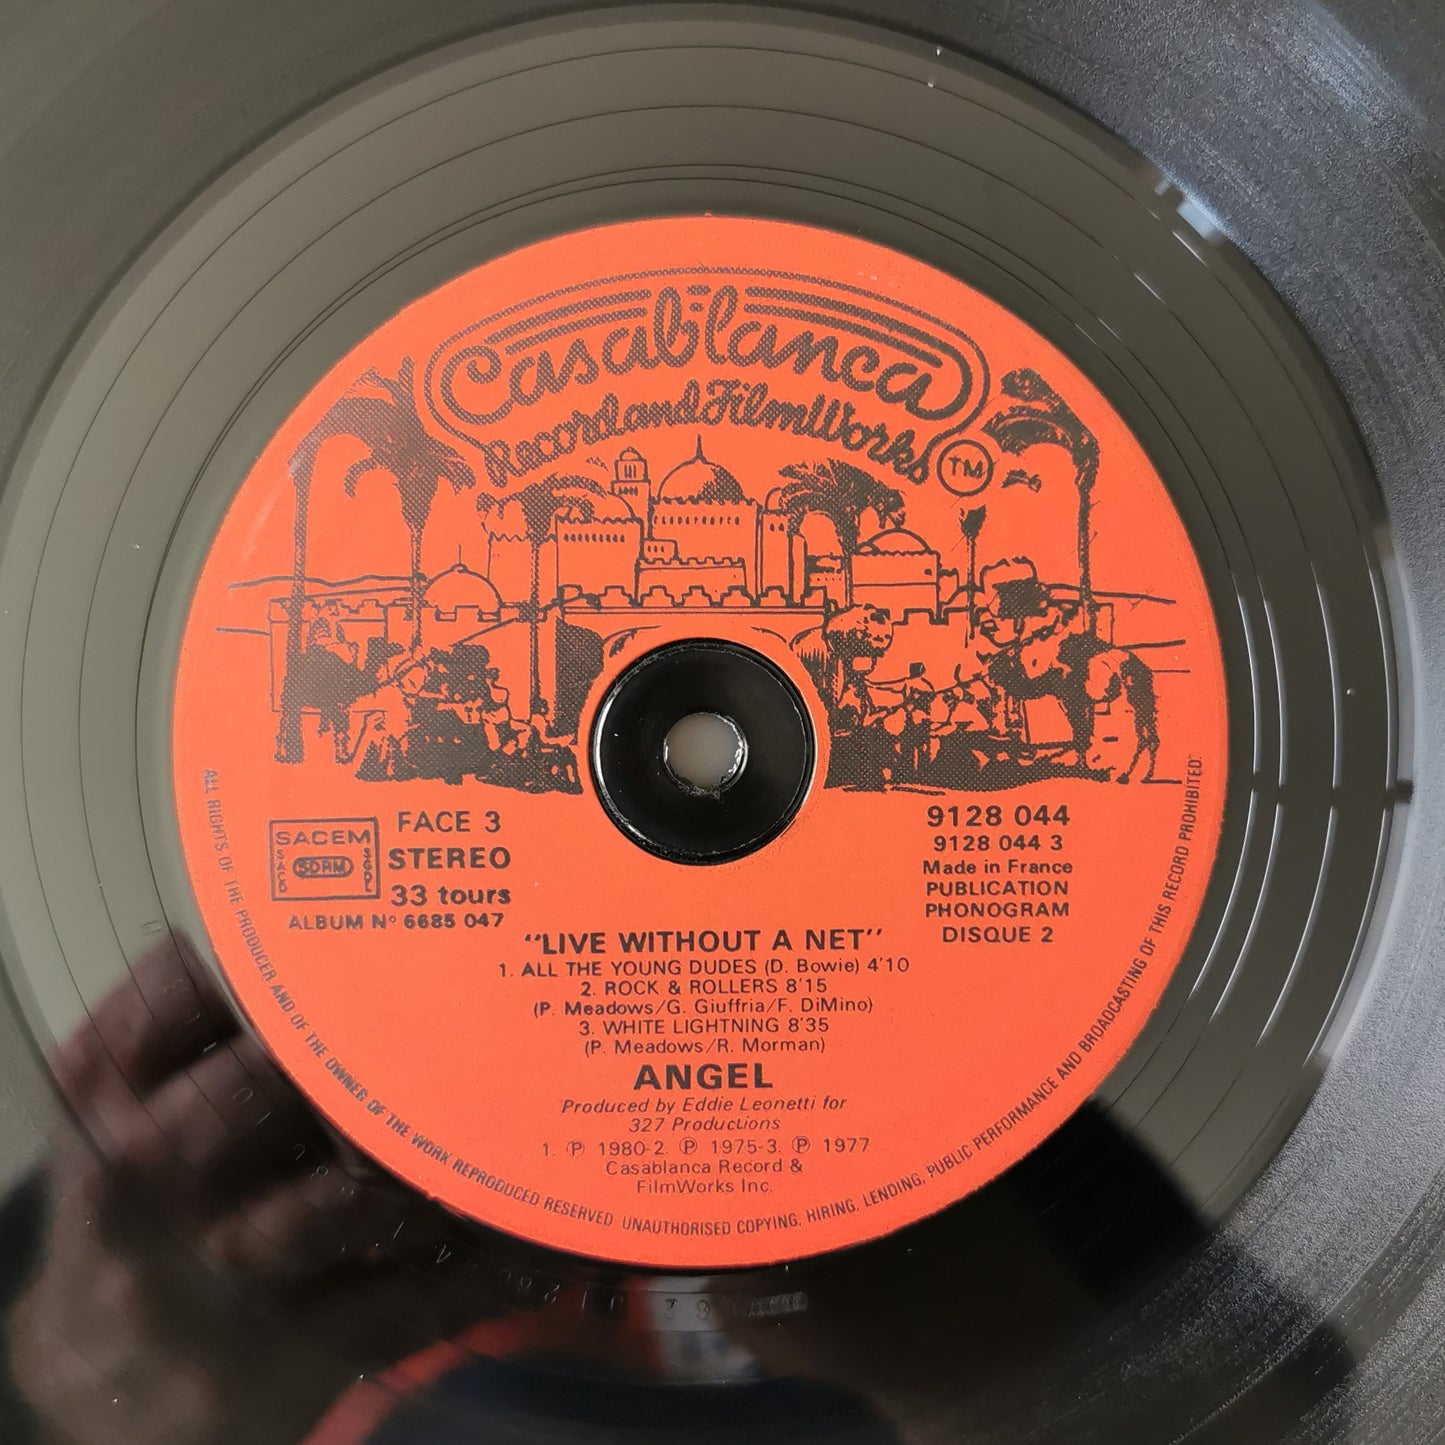 Casablanca
Record and FilmWorks
TM
SACEM
SACD
SDRM
SGDL
FACE 3
STEREO
33 tours
ALBUM N° 6685 047
9128 044
9128 044 3
Made in France
PUBLICATION
PHONOGRAM
DISQUE 2
"LIVE WITHOUT A NET"
1. ALL THE YOUNG DUDES (D. Bowie) 4'10
2. ROCK & ROLLERS 8'15
(P. Meadows/G. Giuffria/F. DiMino)
3. WHITE LIGHTNING 8'35
(P. Meadows/R. Morman)
ANGEL
Produced by Eddie Leonetti for
327 Productions
1. ℗ 1980-2. ℗ 1975-3. ℗ 1977
Casablanca Record &
FilmWorks Inc.
ALL RIGHTS OF THE PRODUCER AND OF THE OWNER OF THE WORK REPRODUCED RESERVED UNAUTHORISED COPYING, HIRING, LENDING, PUBLIC PERFORMANCE AND BROADCASTING OF THIS RECORD PROHIBITED.